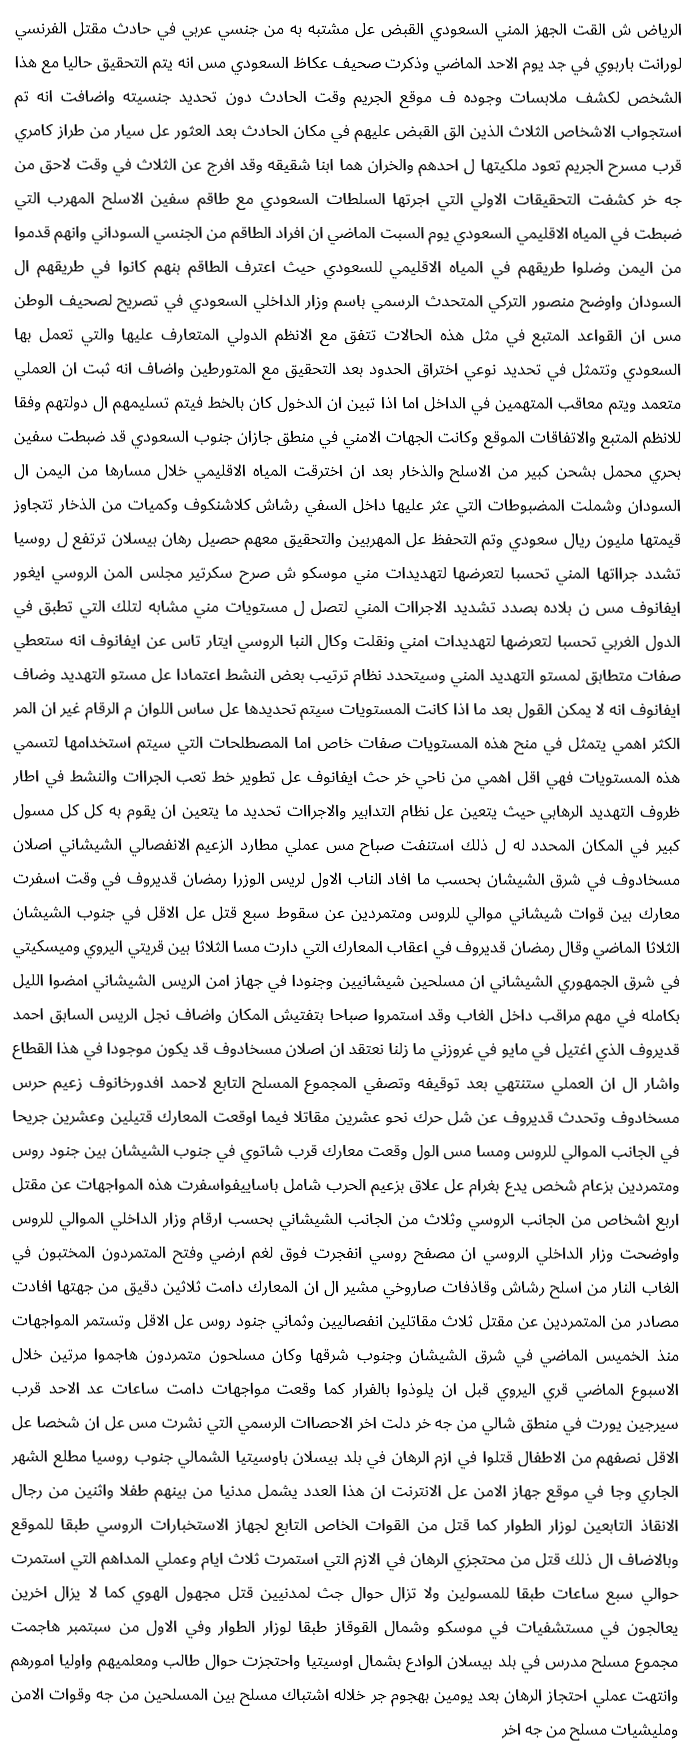 الرياض ش القت الجهز المني السعودي القبض عل مشتبه به من جنسي عربي في حادث مقتل الفرنسي
لورانت باربوي في جد يوم الاحد الماضي وذكرت صحيف عكاظ السعودي مس انه يتم التحقيق حاليا مع هذا
الشخص لكشف ملابسات وجوده ف موقع الجريم وقت الحادث دون تحديد جنسيته واضافت انه تم
استجواب الاشخاص الثلاث الذين الق القبض عليهم في مكان الحادث بعد العثور عل سيار من طراز كامري
قرب مسرح الجريم تعود ملكيتها ل احدهم والخران هما ابنا شقيقه وقد افرج عن الثلاث في وقت لاحق من
جه خر كشفت التحقيقات الاولي التي اجرتها السلطات السعودي مع طاقم سفين الاسلح المهرب التي
ضبطت في المياه الاقليمي السعودي يوم السبت الماضي ان افراد الطاقم من الجنسي السوداني وانهم قدموا
من اليمن وضلوا طريقهم في المياه الاقليمي للسعودي حيث اعترف الطاقم بنهم كانوا في طريقهم ال
السودان واوضح منصور التركي المتحدث الرسمي باسم وزار الداخلي السعودي في تصريح لصحيف الوطن
مس ان القواعد المتبع في مثل هذه الحالات تتفق مع الانظم الدولي المتعارف عليها والتي تعمل بها
السعودي وتتمثل في تحديد نوعي اختراق الحدود بعد التحقيق مع المتورطين واضاف انه ثبت ان العملي
متعمد ويتم معاقب المتهمين في الداخل اما اذا تبين ان الدخول كان بالخط فيتم تسليمهم ال دولتهم وفقا
للانظم المتبع والاتفاقات الموقع وكانت الجهات الامني في منطق جازان جنوب السعودي قد ضبطت سفين
بحري محمل بشحن كبير من الاسلح والذخار بعد ان اخترقت المياه الاقليمي خلال مسارها من اليمن ال
السودان وشملت المضبوطات التي عثر عليها داخل السفي رشاش كلاشنكوف وكميات من الذخار تتجاوز
قيمتها مليون ريال سعودي وتم التحفظ عل المهربين والتحقيق معهم حصيل رهان بيسلان ترتفع ل روسيا
تشدد جرااتها المني تحسبا لتعرضها لتهديدات مني موسكو ش صرح سكرتير مجلس المن الروسي ايغور
ايفانوف مس ن بلاده بصدد تشديد الاجراات المني لتصل ل مستويات مني مشابه لتلك التي تطبق في
الدول الغربي تحسبا لتعرضها لتهديدات امني ونقلت وكال النبا الروسي ايتار تاس عن ايفانوف انه ستعطي
صفات متطابق لمستو التهديد المني وسيتحدد نظام ترتيب بعض النشط اعتمادا عل مستو التهديد وضاف
ايفانوف انه لا يمكن القول بعد ما اذا كانت المستويات سيتم تحديدها عل ساس اللوان م الرقام غير ان المر
الكثر اهمي يتمثل في منح هذه المستويات صفات خاص اما المصطلحات التي سيتم استخدامها لتسمي
هذه المستويات فهي اقل اهمي من ناحي خر حث ايفانوف عل تطوير خط تعب الجراات والنشط في اطار
ظروف التهديد الرهابي حيث يتعين عل نظام التدابير والاجراات تحديد ما يتعين ان يقوم به كل كل مسول
كبير في المكان المحدد له ل ذلك استنفت صباح مس عملي مطارد الزعيم الانفصالي الشيشاني اصلان
مسخادوف في شرق الشيشان بحسب ما افاد الناب الاول لريس الوزرا رمضان قديروف في وقت اسفرت
معارك بين قوات شيشاني موالي للروس ومتمردين عن سقوط سبع قتل عل الاقل في جنوب الشيشان
الثلاثا الماضي وقال رمضان قديروف في اعقاب المعارك التي دارت مسا الثلاثا بين قريتي اليروي وميسكيتي
في شرق الجمهوري الشيشاني ان مسلحين شيشانيين وجنودا في جهاز امن الريس الشيشاني امضوا الليل
بكامله في مهم مراقب داخل الغاب وقد استمروا صباحا بتفتيش المكان واضاف نجل الريس السابق احمد
قديروف الذي اغتيل في مايو في غروزني ما زلنا نعتقد ان اصلان مسخادوف قد يكون موجودا في هذا القطاع
واشار ال ان العملي ستنتهي بعد توقيفه وتصفي المجموع المسلح التابع لاحمد افدورخانوف زعيم حرس
مسخادوف وتحدث قديروف عن شل حرك نحو عشرين مقاتلا فيما اوقعت المعارك قتيلين وعشرين جريحا
في الجانب الموالي للروس ومسا مس الول وقعت معارك قرب شاتوي في جنوب الشيشان بين جنود روس
ومتمردين بزعام شخص يدع بغرام عل علاق بزعيم الحرب شامل باساييفواسفرت هذه المواجهات عن مقتل
اربع اشخاص من الجانب الروسي وثلاث من الجانب الشيشاني بحسب ارقام وزار الداخلي الموالي للروس
واوضحت وزار الداخلي الروسي ان مصفح روسي انفجرت فوق لغم ارضي وفتح المتمردون المختبون في
الغاب النار من اسلح رشاش وقاذفات صاروخي مشير ال ان المعارك دامت ثلاثين دقيق من جهتها افادت
مصادر من المتمردين عن مقتل ثلاث مقاتلين انفصاليين وثماني جنود روس عل الاقل وتستمر المواجهات
منذ الخميس الماضي في شرق الشيشان وجنوب شرقها وكان مسلحون متمردون هاجموا مرتين خلال
الاسبوع الماضي قري اليروي قبل ان يلوذوا بالفرار كما وقعت مواجهات دامت ساعات عد الاحد قرب
سيرجين يورت في منطق شالي من جه خر دلت اخر الاحصاات الرسمي التي نشرت مس عل ان شخصا عل
الاقل نصفهم من الاطفال قتلوا في ازم الرهان في بلد بيسلان باوسيتيا الشمالي جنوب روسيا مطلع الشهر
الجاري وجا في موقع جهاز الامن عل الانترنت ان هذا العدد يشمل مدنيا من بينهم طفلا واثنين من رجال
الانقاذ التابعين لوزار الطوار كما قتل من القوات الخاص التابع لجهاز الاستخبارات الروسي طبقا للموقع
وبالاضاف ال ذلك قتل من محتجزي الرهان في الازم التي استمرت ثلاث ايام وعملي المداهم التي استمرت
حوالي سبع ساعات طبقا للمسولين ولا تزال حوال جث لمدنيين قتل مجهول الهوي كما لا يزال اخرين
يعالجون في مستشفيات في موسكو وشمال القوقاز طبقا لوزار الطوار وفي الاول من سبتمبر هاجمت
مجموع مسلح مدرس في بلد بيسلان الوادع بشمال اوسيتيا واحتجزت حوال طالب ومعلميهم واوليا امورهم
وانتهت عملي احتجاز الرهان بعد يومين بهجوم جر خلاله اشتباك مسلح بين المسلحين من جه وقوات الامن
ومليشيات مسلح من جه اخر